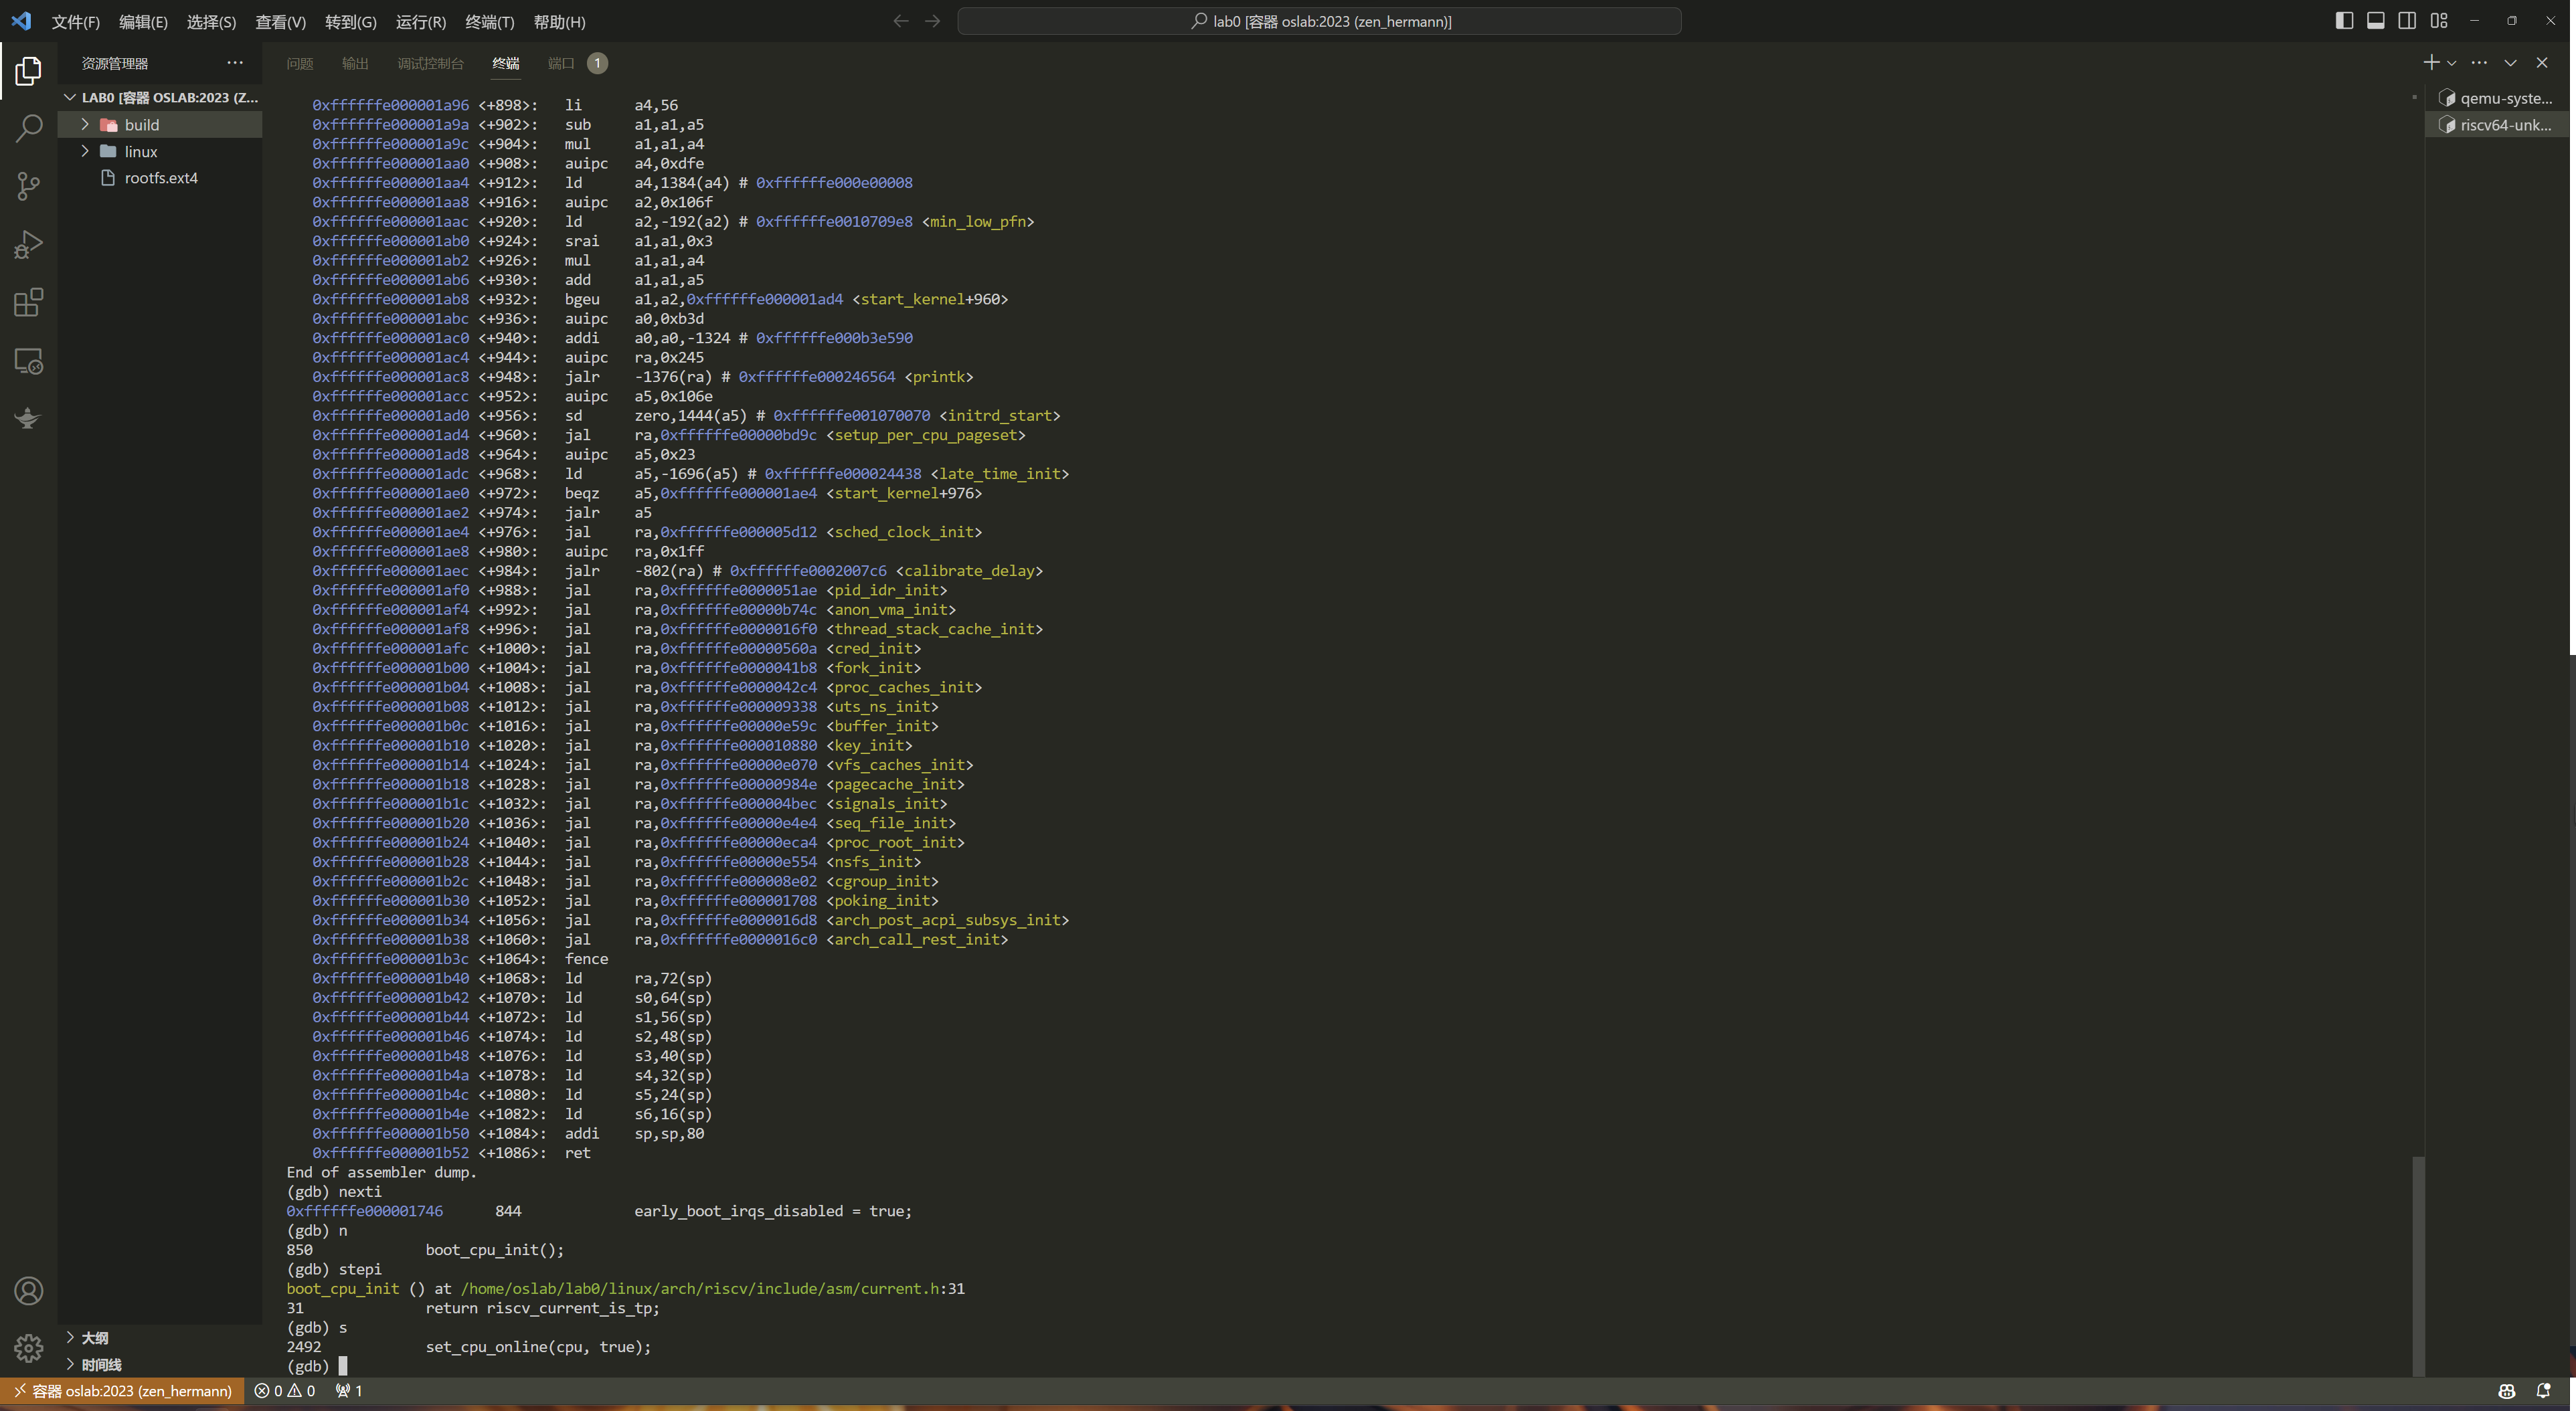 文件(F) 编辑(E) 选择(S) 查看(V) 转到(G) 运行(R) 终端(T) 帮助(H)
lab0 [容器 oslab:2023 (zen_hermann)]
资源管理器
问题 输出 调试控制台 终端 端口 1
LAB0 [容器 OSLAB:2023 (Z...
build
linux
rootfs.ext4
qemu-syste...
riscv64-unk...
0xffffffe000001a96 <+898>: li a4,56
0xffffffe000001a9a <+902>: sub a1,a1,a5
0xffffffe000001a9c <+904>: mul a1,a1,a4
0xffffffe000001aa0 <+908>: auipc a4,0xdfe
0xffffffe000001aa4 <+912>: ld a4,1384(a4) # 0xffffffe000e00008
0xffffffe000001aa8 <+916>: auipc a2,0x106f
0xffffffe000001aac <+920>: ld a2,-192(a2) # 0xffffffe0010709e8 <min_low_pfn>
0xffffffe000001ab0 <+924>: srai a1,a1,0x3
0xffffffe000001ab2 <+926>: mul a1,a1,a4
0xffffffe000001ab6 <+930>: add a1,a1,a5
0xffffffe000001ab8 <+932>: bgeu a1,a2,0xffffffe000001ad4 <start_kernel+960>
0xffffffe000001abc <+936>: auipc a0,0xb3d
0xffffffe000001ac0 <+940>: addi a0,a0,-1324 # 0xffffffe000b3e590
0xffffffe000001ac4 <+944>: auipc ra,0x245
0xffffffe000001ac8 <+948>: jalr -1376(ra) # 0xffffffe000246564 <printk>
0xffffffe000001acc <+952>: auipc a5,0x106e
0xffffffe000001ad0 <+956>: sd zero,1444(a5) # 0xffffffe001070070 <initrd_start>
0xffffffe000001ad4 <+960>: jal ra,0xffffffe00000bd9c <setup_per_cpu_pageset>
0xffffffe000001ad8 <+964>: auipc a5,0x23
0xffffffe000001adc <+968>: ld a5,-1696(a5) # 0xffffffe000024438 <late_time_init>
0xffffffe000001ae0 <+972>: beqz a5,0xffffffe000001ae4 <start_kernel+976>
0xffffffe000001ae2 <+974>: jalr a5
0xffffffe000001ae4 <+976>: jal ra,0xffffffe000005d12 <sched_clock_init>
0xffffffe000001ae8 <+980>: auipc ra,0x1ff
0xffffffe000001aec <+984>: jalr -802(ra) # 0xffffffe0002007c6 <calibrate_delay>
0xffffffe000001af0 <+988>: jal ra,0xffffffe0000051ae <pid_idr_init>
0xffffffe000001af4 <+992>: jal ra,0xffffffe00000b74c <anon_vma_init>
0xffffffe000001af8 <+996>: jal ra,0xffffffe0000016f0 <thread_stack_cache_init>
0xffffffe000001afc <+1000>: jal ra,0xffffffe00000560a <cred_init>
0xffffffe000001b00 <+1004>: jal ra,0xffffffe0000041b8 <fork_init>
0xffffffe000001b04 <+1008>: jal ra,0xffffffe0000042c4 <proc_caches_init>
0xffffffe000001b08 <+1012>: jal ra,0xffffffe000009338 <uts_ns_init>
0xffffffe000001b0c <+1016>: jal ra,0xffffffe00000e59c <buffer_init>
0xffffffe000001b10 <+1020>: jal ra,0xffffffe000010880 <key_init>
0xffffffe000001b14 <+1024>: jal ra,0xffffffe00000e070 <vfs_caches_init>
0xffffffe000001b18 <+1028>: jal ra,0xffffffe00000984e <pagecache_init>
0xffffffe000001b1c <+1032>: jal ra,0xffffffe000004bec <signals_init>
0xffffffe000001b20 <+1036>: jal ra,0xffffffe00000e4e4 <seq_file_init>
0xffffffe000001b24 <+1040>: jal ra,0xffffffe00000eca4 <proc_root_init>
0xffffffe000001b28 <+1044>: jal ra,0xffffffe00000e554 <nsfs_init>
0xffffffe000001b2c <+1048>: jal ra,0xffffffe000008e02 <cgroup_init>
0xffffffe000001b30 <+1052>: jal ra,0xffffffe000001708 <poking_init>
0xffffffe000001b34 <+1056>: jal ra,0xffffffe0000016d8 <arch_post_acpi_subsys_init>
0xffffffe000001b38 <+1060>: jal ra,0xffffffe0000016c0 <arch_call_rest_init>
0xffffffe000001b3c <+1064>: fence
0xffffffe000001b40 <+1068>: ld ra,72(sp)
0xffffffe000001b42 <+1070>: ld s0,64(sp)
0xffffffe000001b44 <+1072>: ld s1,56(sp)
0xffffffe000001b46 <+1074>: ld s2,48(sp)
0xffffffe000001b48 <+1076>: ld s3,40(sp)
0xffffffe000001b4a <+1078>: ld s4,32(sp)
0xffffffe000001b4c <+1080>: ld s5,24(sp)
0xffffffe000001b4e <+1082>: ld s6,16(sp)
0xffffffe000001b50 <+1084>: addi sp,sp,80
0xffffffe000001b52 <+1086>: ret
End of assembler dump.
(gdb) nexti
0xffffffe000001746 844 early_boot_irqs_disabled = true;
(gdb) n
850 boot_cpu_init();
(gdb) stepi
boot_cpu_init () at /home/oslab/lab0/linux/arch/riscv/include/asm/current.h:31
31 return riscv_current_is_tp;
(gdb) s
2492 set_cpu_online(cpu, true);
(gdb)
大纲
时间线
容器 oslab:2023 (zen_hermann) 0 0 1